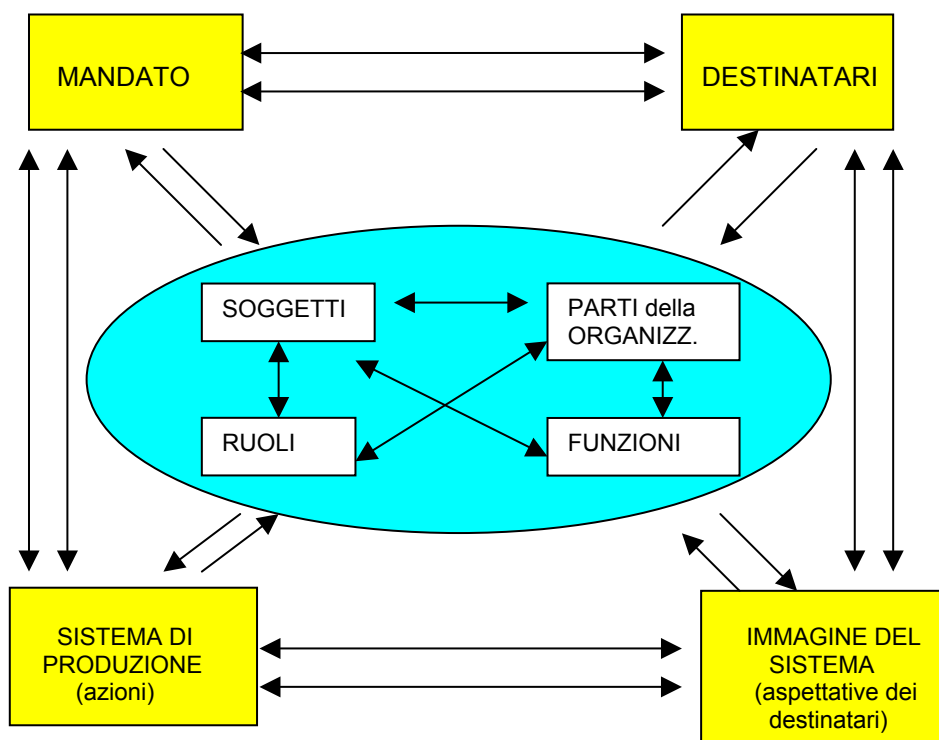 MANDATO
DESTINATARI
SOGGETTI
PARTI della
ORGANIZZ.
RUOLI
FUNZIONI
SISTEMA DI
PRODUZIONE
(azioni)
IMMAGINE DEL
SISTEMA
(aspettative dei
destinatari)